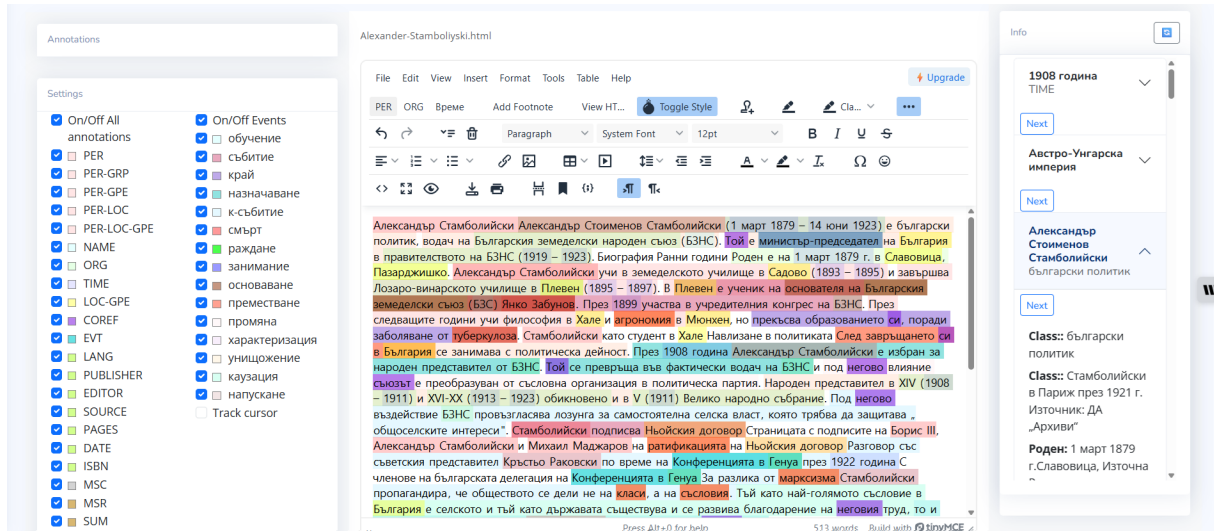 Annotations
Settings
On/Off All annotations
PER
PER-GRP
PER-GPE
PER-LOC
PER-LOC-GPE
NAME
ORG
TIME
LOC-GPE
COREF
EVT
LANG
PUBLISHER
EDITOR
SOURCE
PAGES
DATE
ISBN
MSC
MSR
SUM
On/Off Events
обучение
събитие
край
назначаване
к-събитие
смърт
раждане
занимание
основаване
преместване
промяна
характеризация
унищожение
каузация
напускане
Track cursor
Alexander-Stamboliyski.html
File Edit View Insert Format Tools Table Help
Upgrade
PER ORG Време Add Footnote View HT... Toggle Style Cla...
Paragraph System Font 12pt B I U S
Александър Стамболийски Александър Стоименов Стамболийски (1 март 1879 – 14 юни 1923) е български
политик, водач на Българския земеделски народен съюз (БЗНС). Той е министър-председател на България
в правителството на БЗНС (1919 – 1923). Биография Ранни години Роден е на 1 март 1879 г. в Славовица,
Пазарджишко. Александър Стамболийски учи в земеделското училище в Садово (1893 – 1895) и завършва
Лозаро-винарското училище в Плевен (1895 – 1897). В Плевен е ученик на основателя на Българския
земеделски съюз (БЗС) Янко Забунов. През 1899 участва в учредителния конгрес на БЗНС. През
следващите години учи философия в Хале и агрономия в Мюнхен, но прекъсва образованието си, поради
заболяване от туберкулоза. Стамболийски като студент в Хале Навлизане в политиката След завръщането си
в България се занимава с политическа дейност. През 1908 година Александър Стамболийски е избран за
народен представител от БЗНС. Той се превръща във фактически водач на БЗНС и под негово влияние
съюзът е преобразуван от съсловна организация в политическа партия. Народен представител в XIV (1908
– 1911) и XVI-XX (1913 – 1923) обикновено и в V (1911) Велико народно събрание. Под негово
въздействие БЗНС провъзгласява лозунга за самостоятелна селска власт, която трябва да защитава „
общоселските интереси". Стамболийски подписва Ньойския договор Страницата с подписите на Борис III,
Александър Стамболийски и Михаил Маджаров на ратификацията на Ньойския договор Разговор със
съветския представител Кръстьо Раковски по време на Конференцията в Генуа през 1922 година С
членове на българската делегация на Конференцията в Генуа За разлика от марксизма Стамболийски
пропагандира, че обществото се дели не на класи, а на съсловия. Тъй като най-голямото съсловие в
България е селското и тъй като държавата съществува и се развива благодарение на неговия труд, то и
Press Alt+0 for help 513 words Build with tinyMCE
Info
1908 година
TIME
Next
Австро-Унгарска
империя
Next
Александър
Стоименов
Стамболийски
български политик
Next
Class:: български
политик
Class:: Стамболийски
в Париж през 1921 г.
Източник: ДА
„Архиви“
Роден: 1 март 1879
г.Славовица, Източна